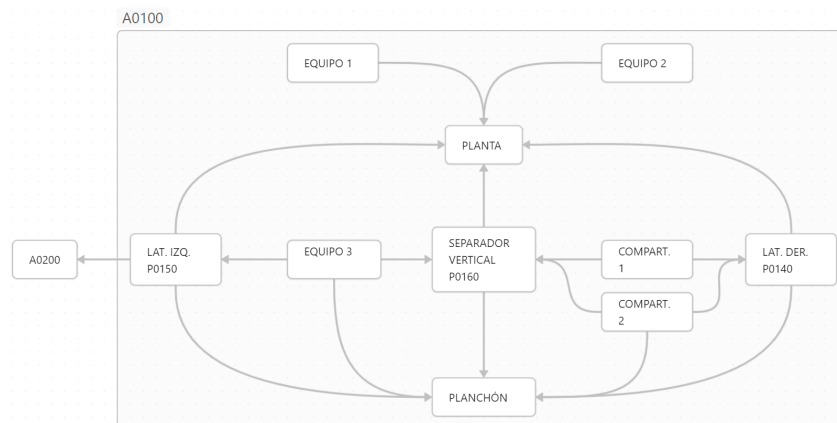 A0100
EQUIPO 1
EQUIPO 2
PLANTA
A0200
LAT. IZQ.
P0150
EQUIPO 3
SEPARADOR
VERTICAL
P0160
COMPART.
1
LAT. DER.
P0140
COMPART.
2
PLANCHÓN